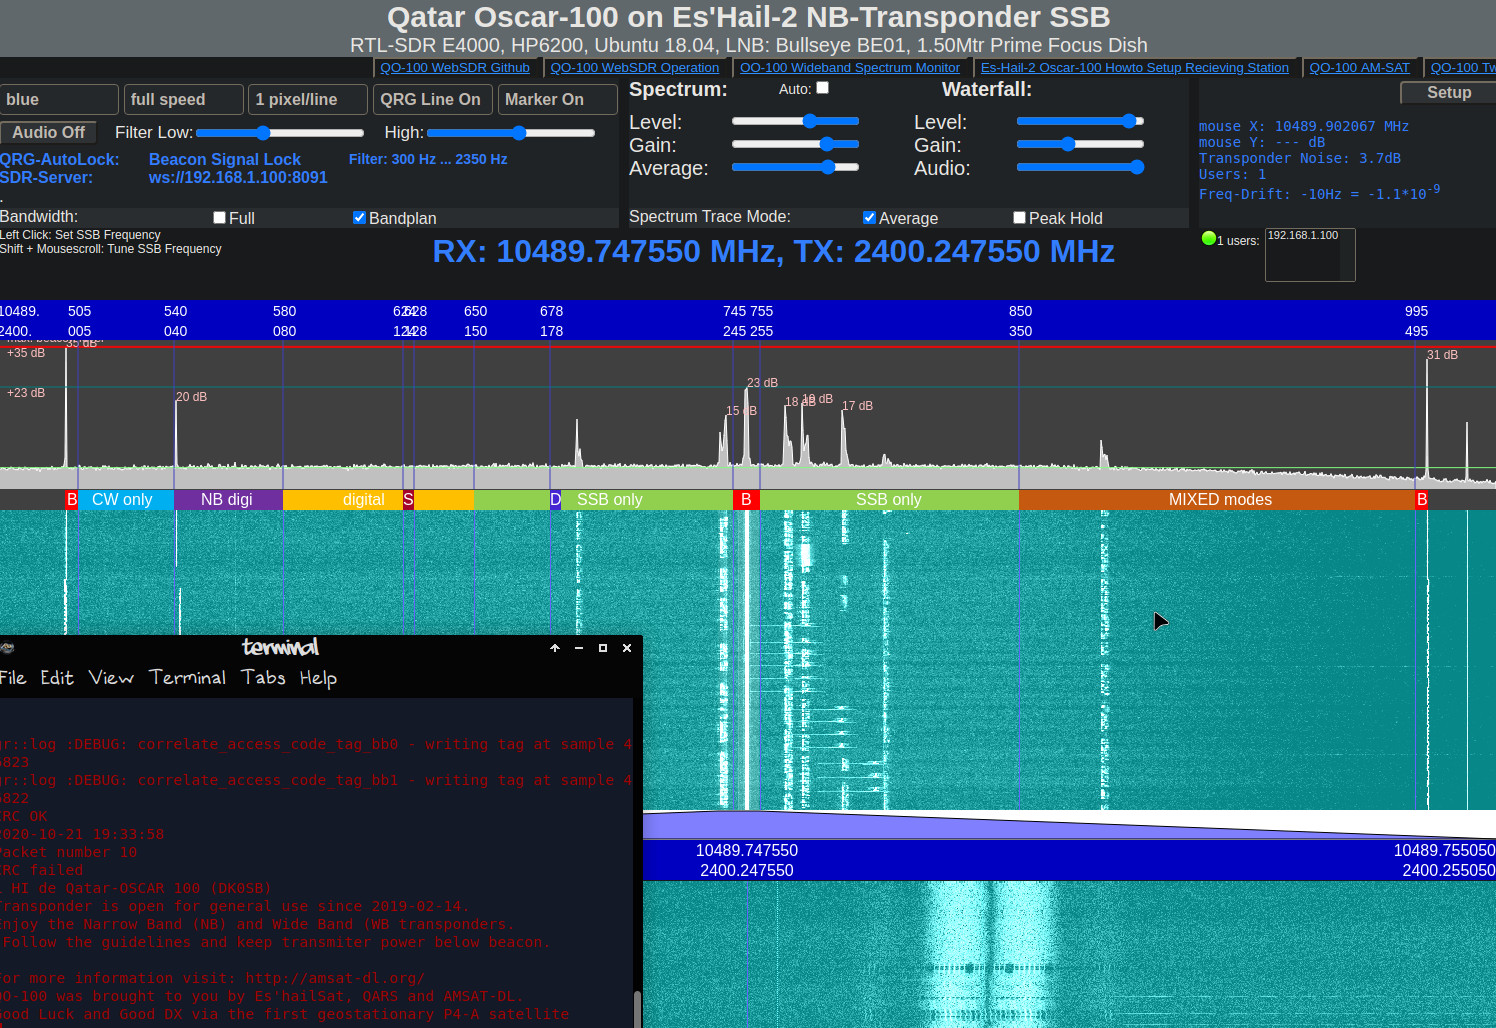 Qatar Oscar-100 on Es'Hail-2 NB-Transponder SSB
RTL-SDR E4000, HP6200, Ubuntu 18.04, LNB: Bullseye BE01, 1.50Mtr Prime Focus Dish
QO-100 WebSDR Github QO-100 WebSDR Operation QO-100 Wideband Spectrum Monitor Es-Hail-2 Oscar-100 Howto Setup Recieving Station QO-100 AM-SAT QO-100 Tw
blue full speed 1 pixel/line QRG Line On Marker On
Audio Off Filter Low: High:
QRG-AutoLock: Beacon Signal Lock Filter: 300 Hz ... 2350 Hz
SDR-Server: ws://192.168.1.100:8091
.
Bandwidth: Full Bandplan
Spectrum: Auto: Waterfall:
Level: Level:
Gain: Gain:
Average: Audio:
Spectrum Trace Mode: Average Peak Hold
Setup
mouse X: 10489.902067 MHz
mouse Y: --- dB
Transponder Noise: 3.7dB
Users: 1
Freq-Drift: -10Hz = -1.1*10-9
Left Click: Set SSB Frequency
Shift + Mousescroll: Tune SSB Frequency
RX: 10489.747550 MHz, TX: 2400.247550 MHz
1 users: 192.168.1.100
10489. 505 540 580 624 628 650 678 745 755 850 995
2400. 005 040 080 124 128 150 178 245 255 350 495
+35 dB 35 dB 31 dB
+23 dB 20 dB 15 dB 23 dB 18 dB 19 dB 17 dB
B CW only NB digi digital S D SSB only B SSB only MIXED modes B
terminal
File Edit View Terminal Tabs Help
gr::log :DEBUG: correlate_access_code_tag_bb0 - writing tag at sample 4
6823
gr::log :DEBUG: correlate_access_code_tag_bb1 - writing tag at sample 4
6822
CRC OK
2020-10-21 19:33:58
Packet number 10
CRC failed
L HI de Qatar-OSCAR 100 (DK0SB)
Transponder is open for general use since 2019-02-14.
Enjoy the Narrow Band (NB) and Wide Band (WB transponders.
Follow the guidelines and keep transmiter power below beacon.
For more information visit: http://amsat-dl.org/
QO-100 was brought to you by Es'hailSat, QARS and AMSAT-DL.
Good Luck and Good DX via the first geostationary P4-A satellite
10489.747550 10489.755050
2400.247550 2400.255050